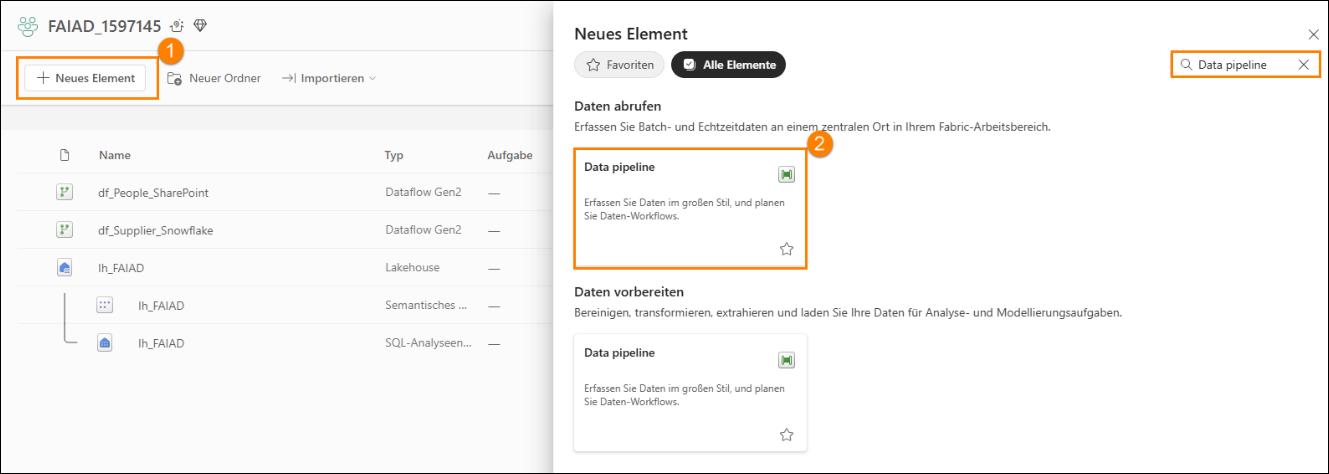 FAIAD_1597145
1
Neues Element
Neuer Ordner
Importieren
Name
Typ
Aufgabe
df_People_SharePoint
Dataflow Gen2
—
df_Supplier_Snowflake
Dataflow Gen2
—
lh_FAIAD
Lakehouse
—
lh_FAIAD
Semantisches ...
—
lh_FAIAD
SQL-Analyseen...
—
Neues Element
Favoriten
Alle Elemente
Data pipeline
Daten abrufen
Erfassen Sie Batch- und Echtzeitdaten an einem zentralen Ort in Ihrem Fabric-Arbeitsbereich.
2
Data pipeline
Erfassen Sie Daten im großen Stil, und planen
Sie Daten-Workflows.
Daten vorbereiten
Bereinigen, transformieren, extrahieren und laden Sie Ihre Daten für Analyse- und Modellierungsaufgaben.
Data pipeline
Erfassen Sie Daten im großen Stil, und planen
Sie Daten-Workflows.